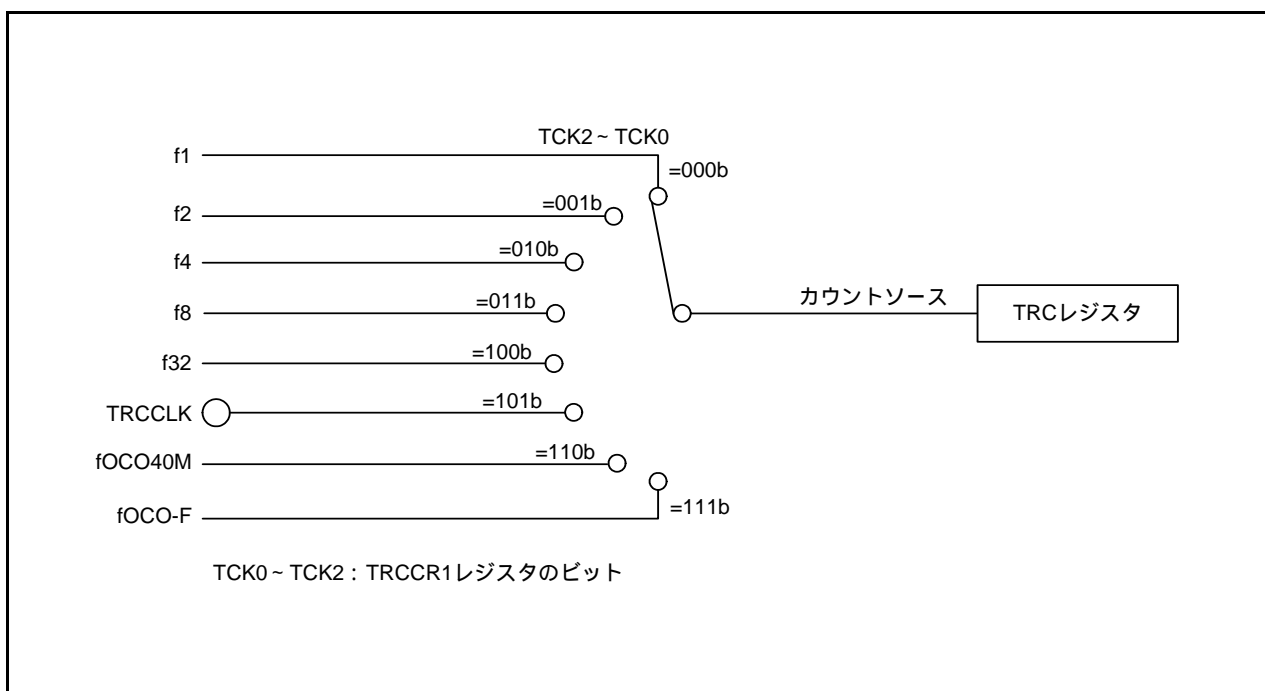 TCK2~TCK0
f1
=000b
f2
=001b
f4
=010b
f8
=011b
カウントソース
TRCレジスタ
f32
=100b
TRCCLK
=101b
fOCO40M
=110b
fOCO-F
=111b
TCK0~TCK2:TRCCR1レジスタのビット